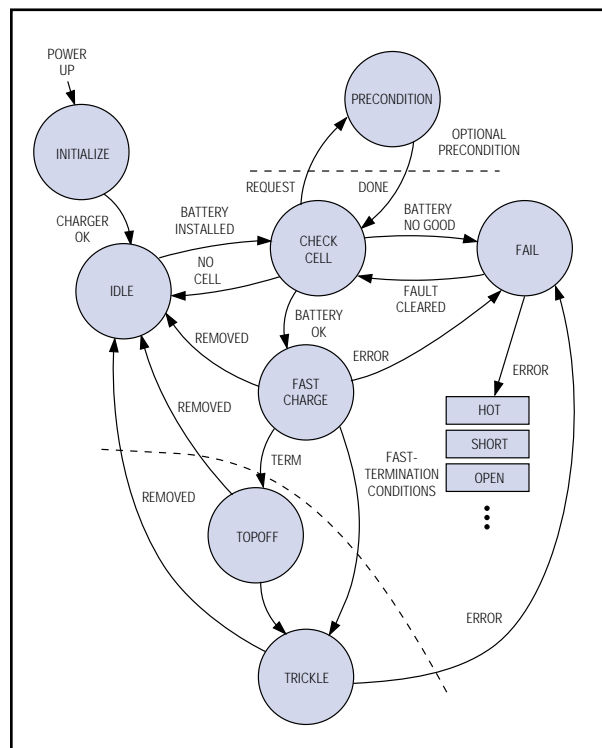 POWER
UP
PRECONDITION
INITIALIZE
OPTIONAL
PRECONDITION
REQUEST
DONE
CHARGER
OK
BATTERY
INSTALLED
BATTERY
NO GOOD
CHECK
CELL
FAIL
NO
CELL
IDLE
FAULT
CLEARED
BATTERY
OK
REMOVED
ERROR
ERROR
FAST
CHARGE
REMOVED
HOT
SHORT
OPEN
FAST-
TERMINATION
CONDITIONS
TERM
REMOVED
TOPOFF
ERROR
TRICKLE